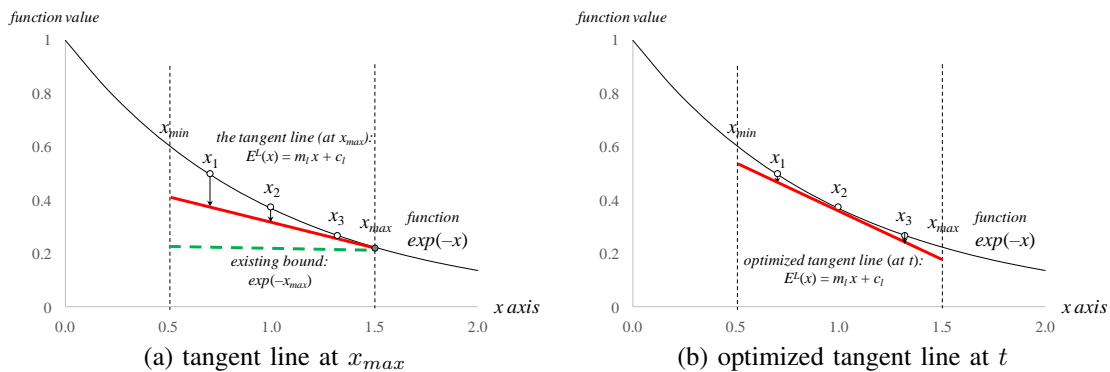 function value
1
0.8
0.6
0.4
0.2
0
0.0
0.5
1.0
1.5
2.0
x axis
x_min
the tangent line (at x_max):
E^L(x) = m_l x + c_l
x_1
x_2
x_3
x_max
function
exp(–x)
existing bound:
exp(–x_max)
(a) tangent line at x_max
function value
1
0.8
0.6
0.4
0.2
0
0.0
0.5
1.0
1.5
2.0
x axis
x_min
x_1
x_2
x_3
x_max
function
exp(–x)
optimized tangent line (at t):
E^L(x) = m_l x + c_l
(b) optimized tangent line at t